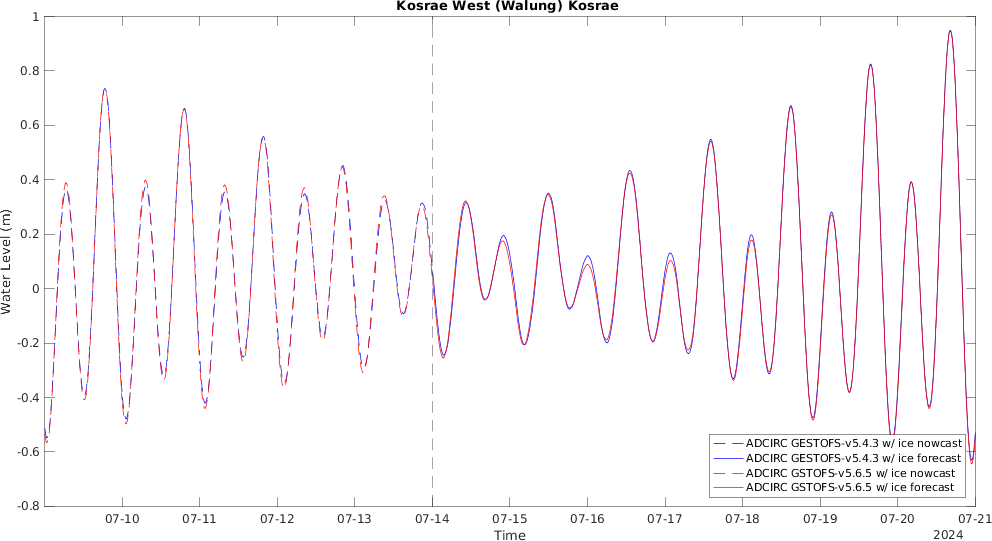 Kosrae West (Walung) Kosrae
Water Level (m)
1
0.8
0.6
0.4
0.2
0
-0.2
-0.4
-0.6
-0.8
ADCIRC GESTOFS-v5.4.3 w/ ice nowcast
ADCIRC GESTOFS-v5.4.3 w/ ice forecast
ADCIRC GSTOFS-v5.6.5 w/ ice nowcast
ADCIRC GSTOFS-v5.6.5 w/ ice forecast
07-10 07-11 07-12 07-13 07-14 07-15 07-16 07-17 07-18 07-19 07-20 07-21
Time
2024